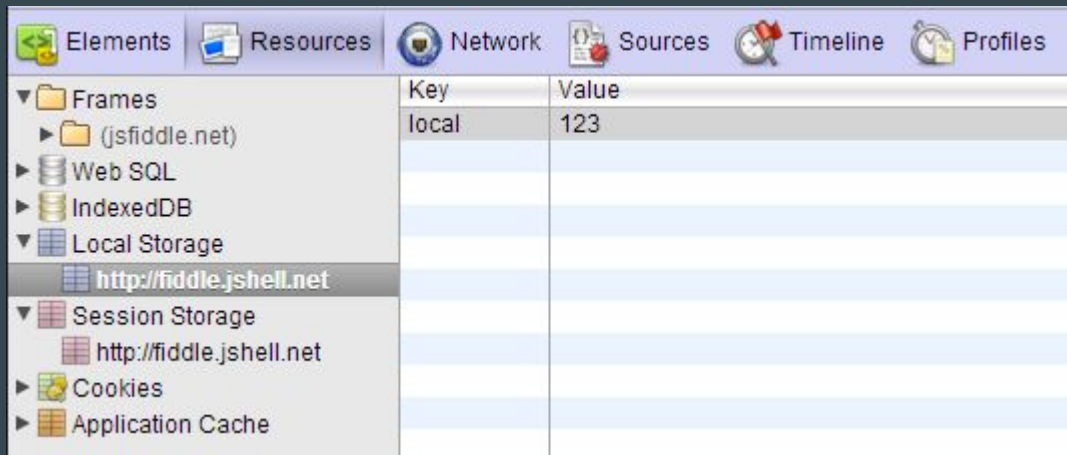 Elements Resources Network Sources Timeline Profiles
Frames
(jsfiddle.net)
Web SQL
IndexedDB
Local Storage
http://fiddle.jshell.net
Session Storage
http://fiddle.jshell.net
Cookies
Application Cache
Key Value
local 123